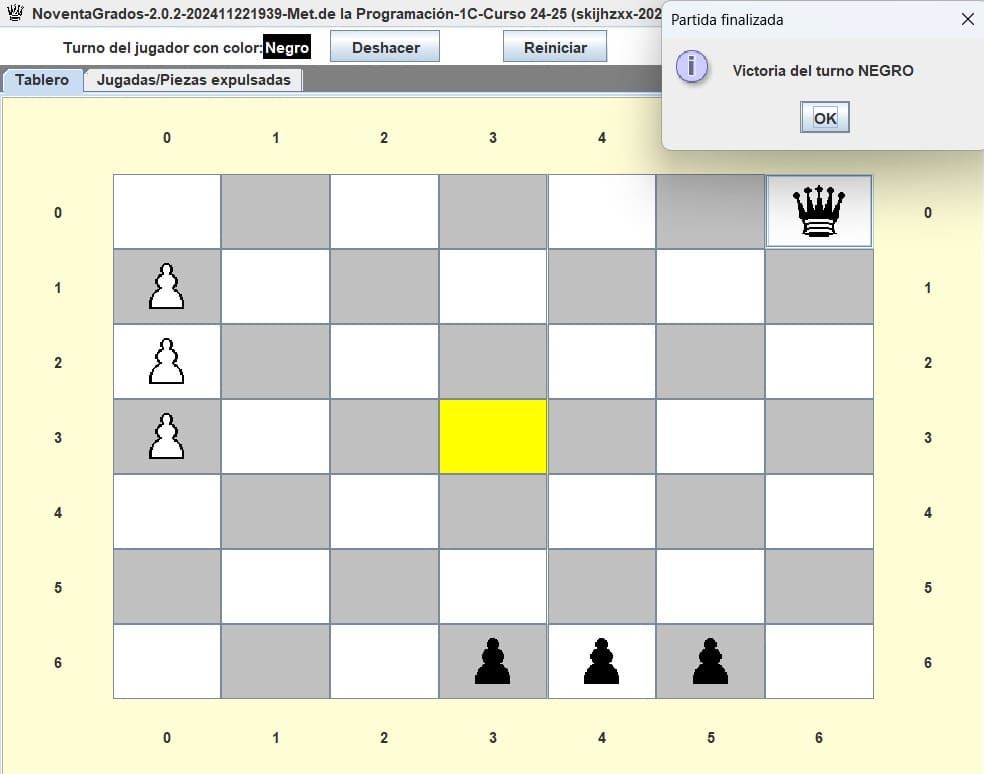 NoventaGrados-2.0.2-202411221939-Met.de la Programación-1C-Curso 24-25 (skijhzxx-202
Partida finalizada
Turno del jugador con color:Negro
Deshacer
Reiniciar
Victoria del turno NEGRO
OK
Tablero
Jugadas/Piezas expulsadas
0 1 2 3 4
0 0
1 1
2 2
3 3
4 4
5 5
6 6
0 1 2 3 4 5 6